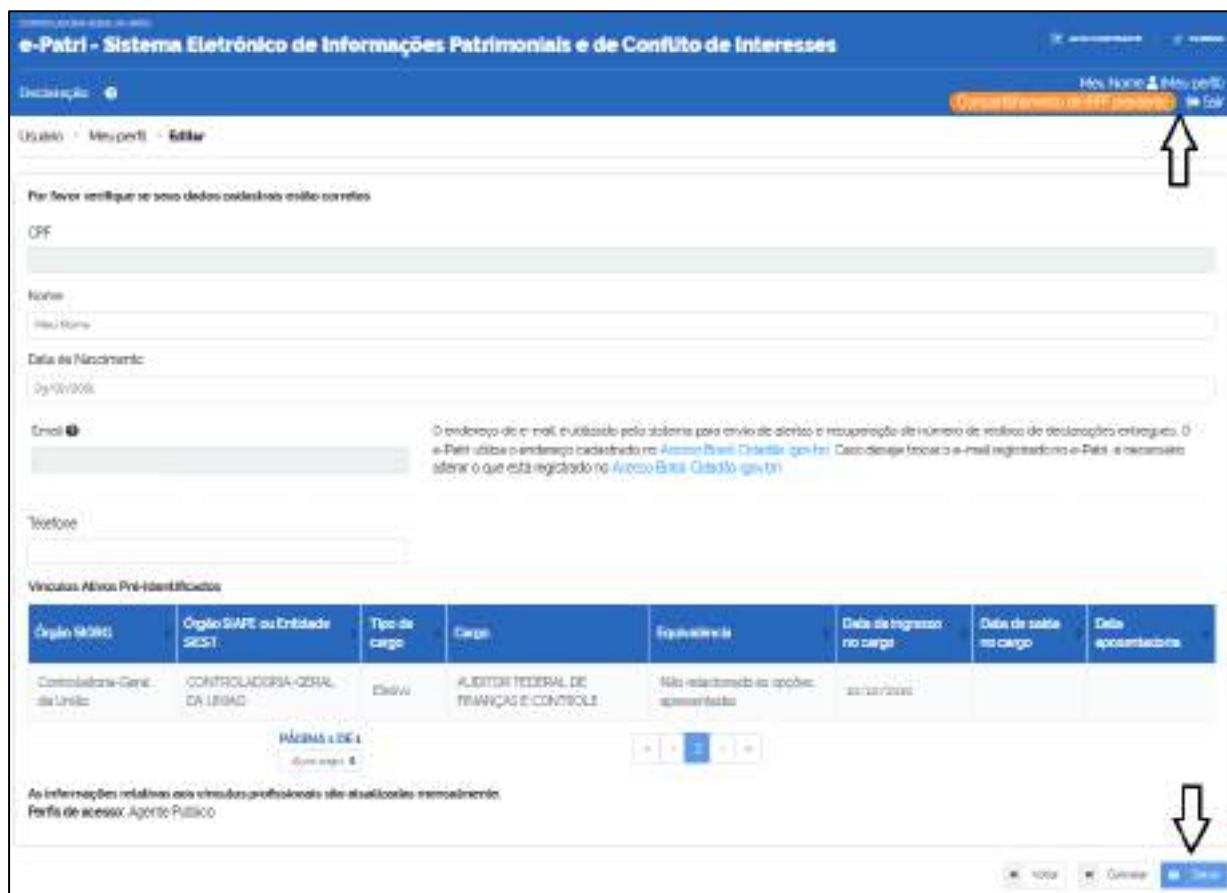 CONTROLADORIA-GERAL DA UNIÃO
e-Patri - Sistema Eletrônico de Informações Patrimoniais e de Conflito de Interesses
Declaração
Meu Nome (Meu perfil)
Compartilhamento de IRPF pendente Sair
Usuário Meu perfil Editar
Por favor verifique se seus dados cadastrais estão corretos
CPF
Nome
Meu Nome
Data de Nascimento
Email
O endereço de e-mail é utilizado pelo sistema para envio de alertas e recuperação de número de recibos de declarações entregues. O
e-Patri utiliza o endereço cadastrado no Acesso Brasil Cidadão (gov.br). Caso deseje trocar o e-mail registrado no e-Patri, é necessário
alterar o que está registrado no Acesso Brasil Cidadão (gov.br)
Telefone
Vínculos Ativos Pré-Identificados
Órgão SIORG
Órgão SIAPE ou Entidade SIEST
Tipo de cargo
Cargo
Equivalência
Data de ingresso no cargo
Data de saída no cargo
Data aposentadoria
Controladoria-Geral da União
CONTROLADORIA-GERAL DA UNIAO
Efetivo
AUDITOR FEDERAL DE FINANÇAS E CONTROLE
Não relacionado às opções apresentadas
PÁGINA 1 DE 1
1
As informações relativas aos vínculos profissionais são atualizadas mensalmente.
Perfis de acesso: Agente Público
Voltar Cancelar Salvar